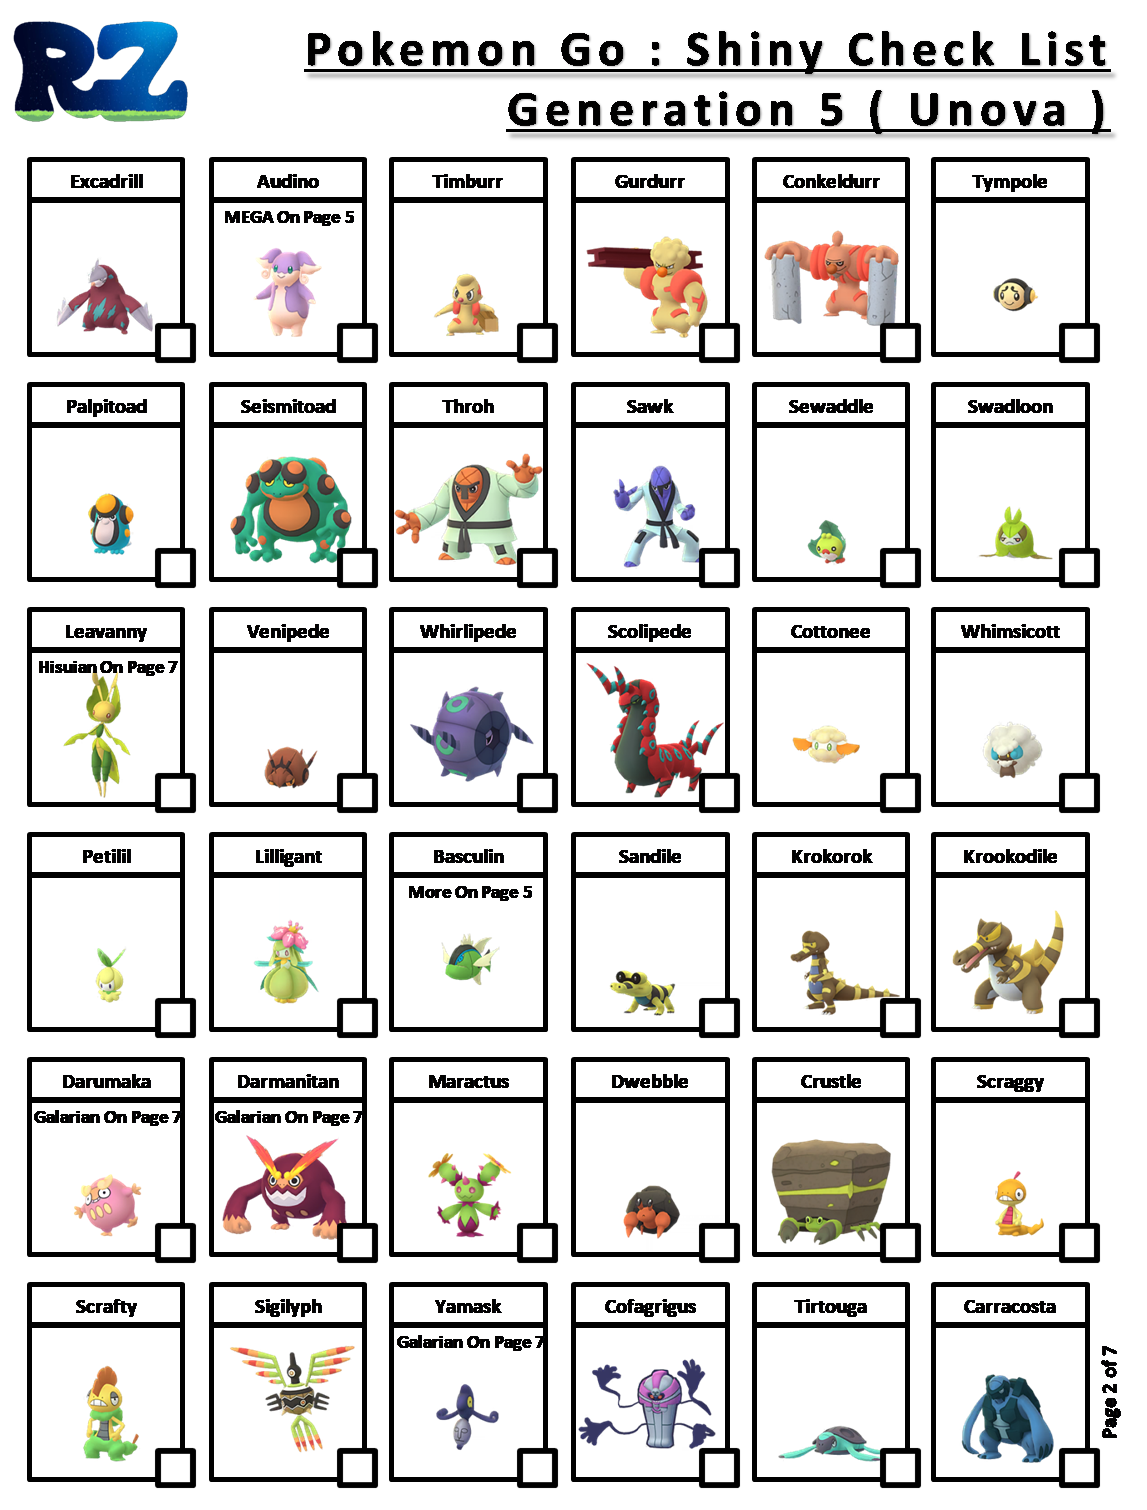 RZ
Pokemon Go : Shiny Check List
Generation 5 ( Unova )
Excadrill
Audino
MEGA On Page 5
Timburr
Gurdurr
Conkeldurr
Tympole
Palpitoad
Seismitoad
Throh
Sawk
Sewaddle
Swadloon
Leavanny
Hisuian On Page 7
Venipede
Whirlipede
Scolipede
Cottonee
Whimsicott
Petilil
Lilligant
Basculin
More On Page 5
Sandile
Krokorok
Krookodile
Darumaka
Galarian On Page 7
Darmanitan
Galarian On Page 7
Maractus
Dwebble
Crustle
Scraggy
Scrafty
Sigilyph
Yamask
Galarian On Page 7
Cofagrigus
Tirtouga
Carracosta
Page 2 of 7